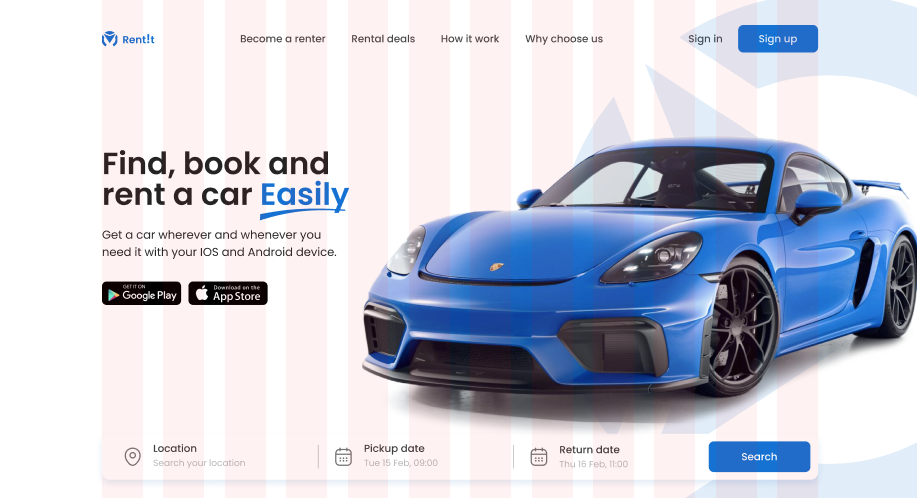 Rent!t
Become a renter
Rental deals
How it work
Why choose us
Sign in
Sign up
Find, book and
rent a car Easily
Get a car wherever and whenever you
need it with your IOS and Android device.
GET IT ON
Google Play
Download on the
App Store
Location
Search your location
Pickup date
Tue 15 Feb, 09:00
Return date
Thu 16 Feb, 11:00
Search